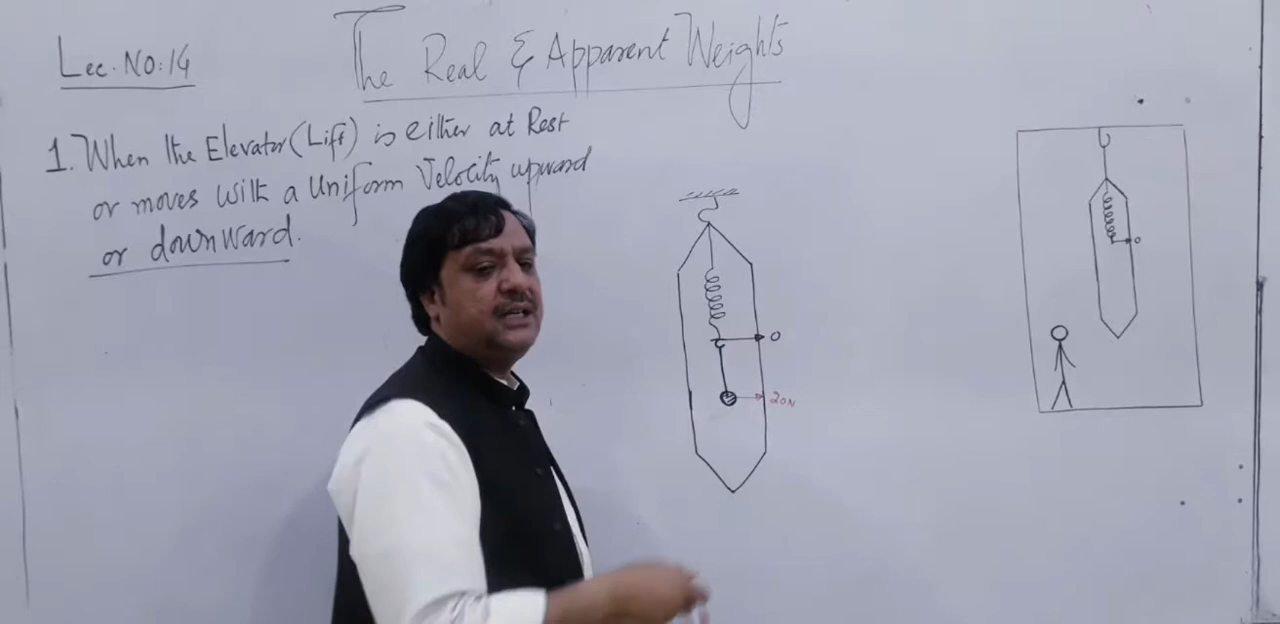 Lec. No: 14
The Real & Apparent Weights
1. When the Elevator (Lift) is either at Rest
or moves with a Uniform Velocity upward
or downward.
0
20N
0